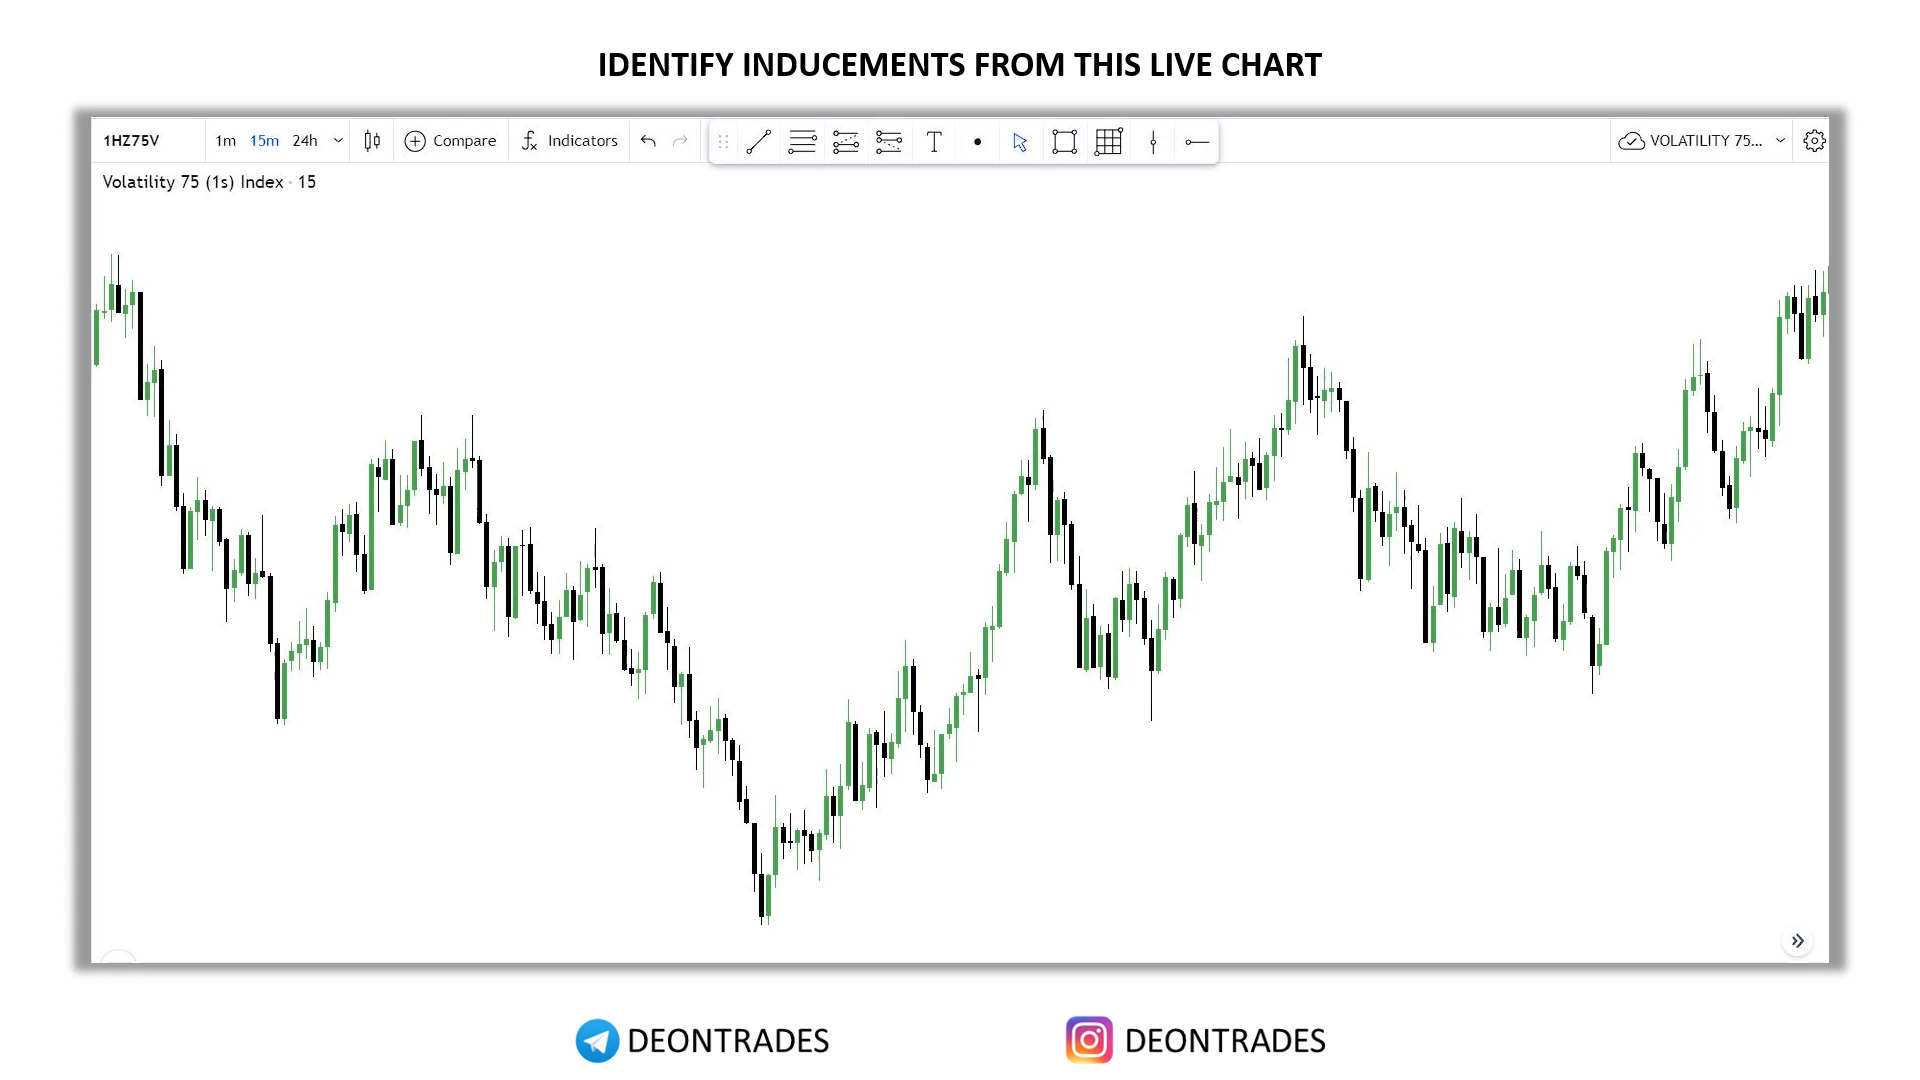 IDENTIFY INDUCEMENTS FROM THIS LIVE CHART
1HZ75V 1m 15m 24h Compare Indicators T VOLATILITY 75...
Volatility 75 (1s) Index · 15
DEONTRADES DEONTRADES